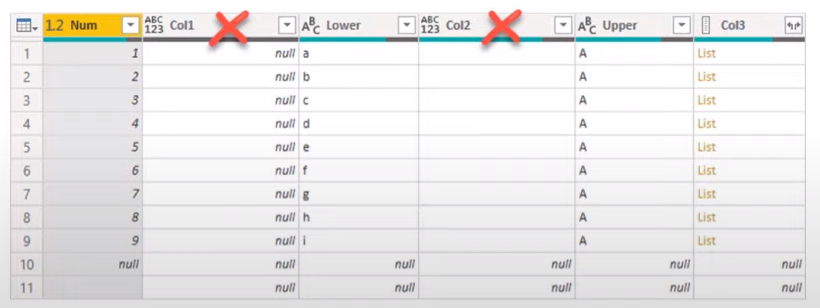 1.2 Num ABC 123 Col1 ABC Lower ABC 123 Col2 ABC Upper Col3
1 1 null a A List
2 2 null b A List
3 3 null c A List
4 4 null d A List
5 5 null e A List
6 6 null f A List
7 7 null g A List
8 8 null h A List
9 9 null i A List
10 null null null null null null
11 null null null null null